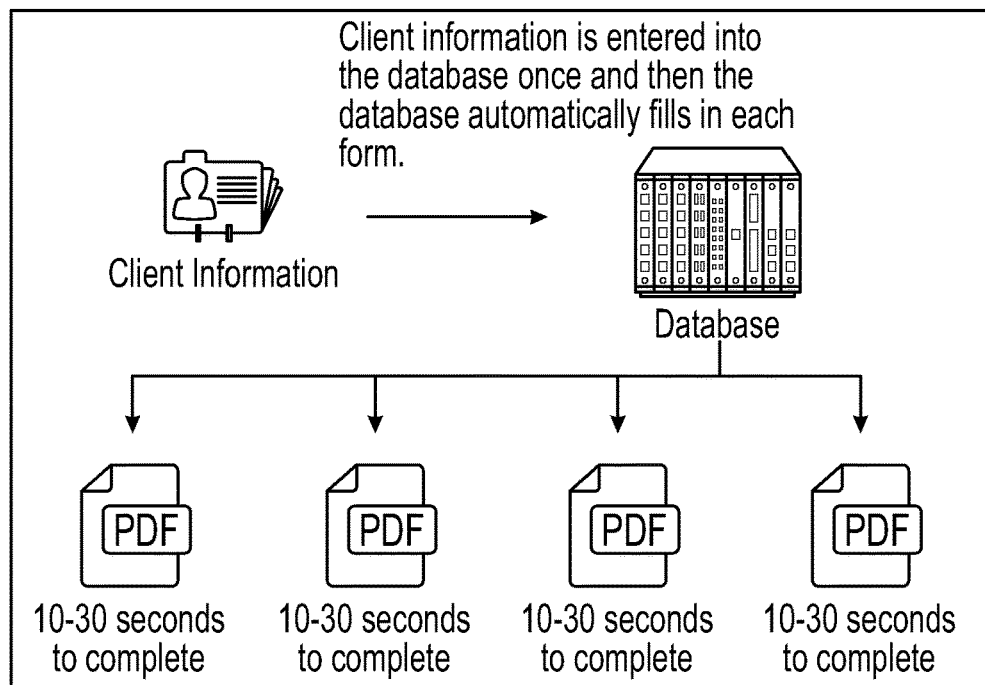 Client information is entered into
the database once and then the
database automatically fills in each
form.
Client Information
Database
PDF
PDF
PDF
PDF
10-30 seconds
to complete
10-30 seconds
to complete
10-30 seconds
to complete
10-30 seconds
to complete